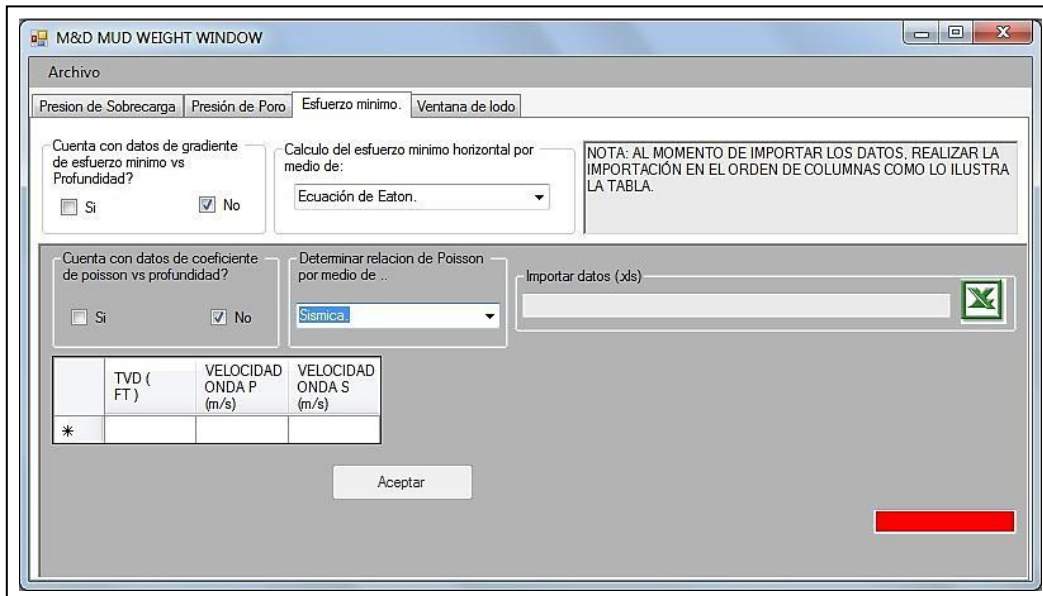 M&D MUD WEIGHT WINDOW
Archivo
Presion de Sobrecarga
Presión de Poro
Esfuerzo minimo.
Ventana de lodo
Cuenta con datos de gradiente
de esfuerzo minimo vs
Profundidad?
Si
No
Calculo del esfuerzo minimo horizontal por
medio de:
Ecuación de Eaton.
NOTA: AL MOMENTO DE IMPORTAR LOS DATOS, REALIZAR LA
IMPORTACIÓN EN EL ORDEN DE COLUMNAS COMO LO ILUSTRA
LA TABLA.
Cuenta con datos de coeficiente
de poisson vs profundidad?
Si
No
Determinar relacion de Poisson
por medio de ..
Sismica.
Importar datos (.xls)
TVD (
FT )
VELOCIDAD
ONDA P
(m/s)
VELOCIDAD
ONDA S
(m/s)
Aceptar